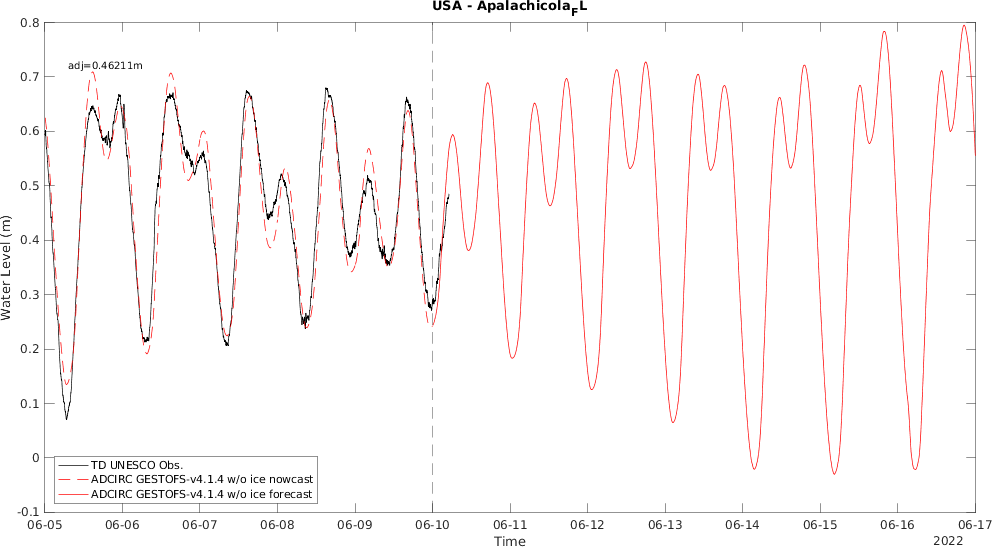 USA - Apalachicola_FL
adj=0.46211m
0.8
0.7
0.6
0.5
0.4
0.3
0.2
0.1
0
-0.1
Water Level (m)
TD UNESCO Obs.
ADCIRC GESTOFS-v4.1.4 w/o ice nowcast
ADCIRC GESTOFS-v4.1.4 w/o ice forecast
06-05 06-06 06-07 06-08 06-09 06-10 06-11 06-12 06-13 06-14 06-15 06-16 06-17
Time
2022